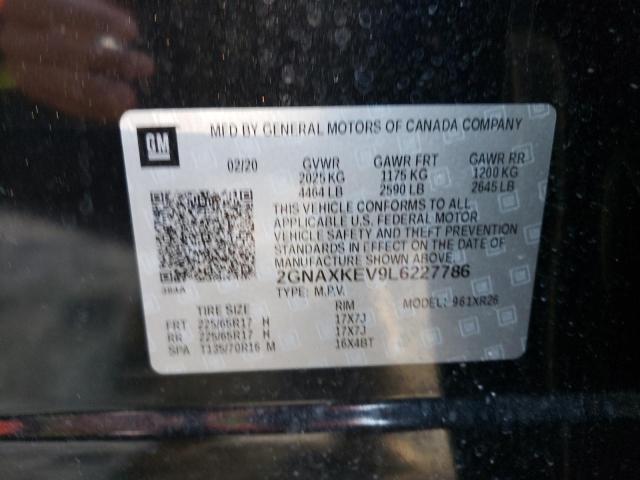 GM
MFD BY GENERAL MOTORS OF CANADA COMPANY
02/20 GVWR GAWR FRT GAWR RR
2025 KG 1175 KG 1200 KG
4464 LB 2590 LB 2645 LB
THIS VEHICLE CONFORMS TO ALL
APPLICABLE U.S. FEDERAL MOTOR
VEHICLE SAFETY AND THEFT PREVENTION
STANDARDS IN EFFECT ON THE DATE OF
MANUFACTURE SHOWN ABOVE.
2GNAXKEV9L6227786
TYPE: M.P.V. MODEL: 961XR26
TIRE SIZE RIM
FRT 225/65R17 H 17X7J
RR 225/65R17 H 17X7J
SPA T135/70R16 M 16X4BT